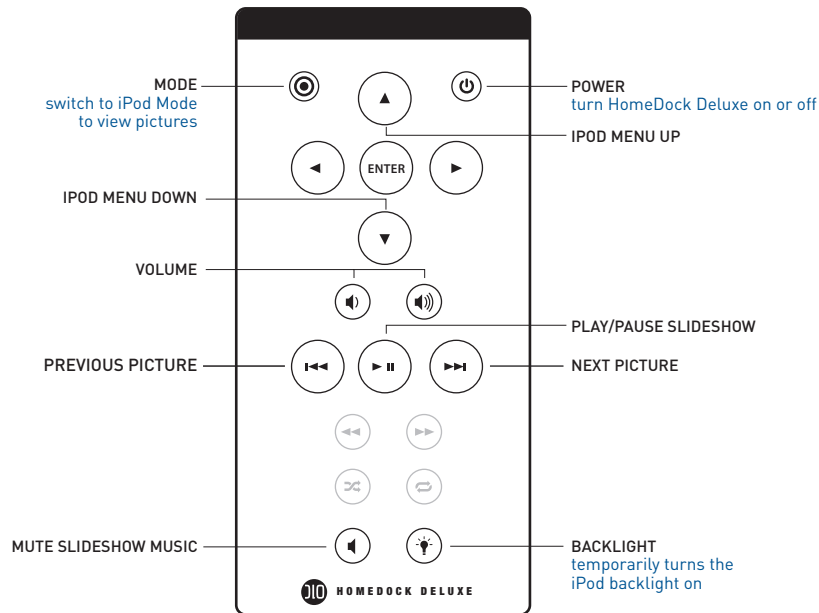 MODE
switch to iPod Mode
to view pictures
POWER
turn HomeDock Deluxe on or off
IPOD MENU UP
ENTER
IPOD MENU DOWN
VOLUME
PLAY/PAUSE SLIDESHOW
PREVIOUS PICTURE
NEXT PICTURE
MUTE SLIDESHOW MUSIC
BACKLIGHT
temporarily turns the
iPod backlight on
DLO HOMEDOCK DELUXE